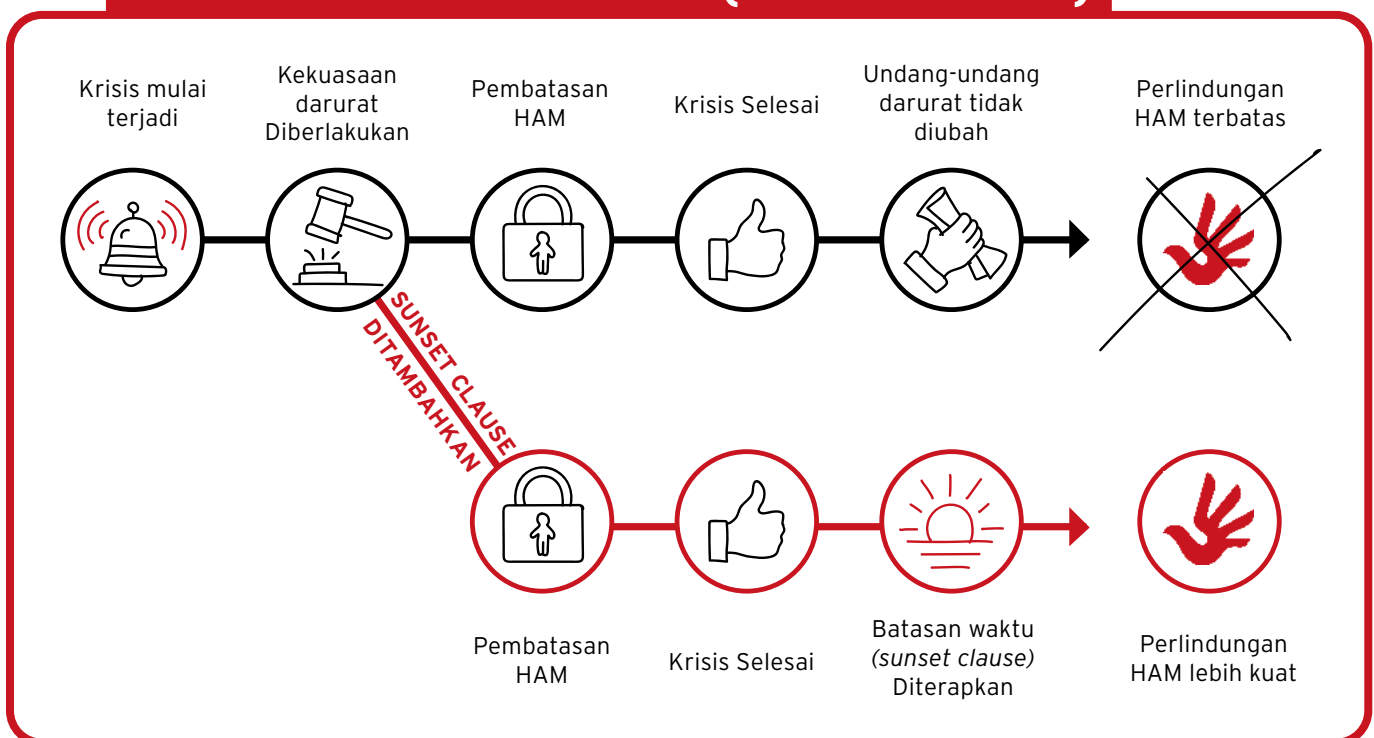 Krisis mulai
terjadi
Kekuasaan
darurat
Diberlakukan
Pembatasan
HAM
Krisis Selesai
Undang-undang
darurat tidak
diubah
Perlindungan
HAM terbatas
SUNSET CLAUSE
DITAMBAHKAN
Pembatasan
HAM
Krisis Selesai
Batasan waktu
(sunset clause)
Diterapkan
Perlindungan
HAM lebih kuat